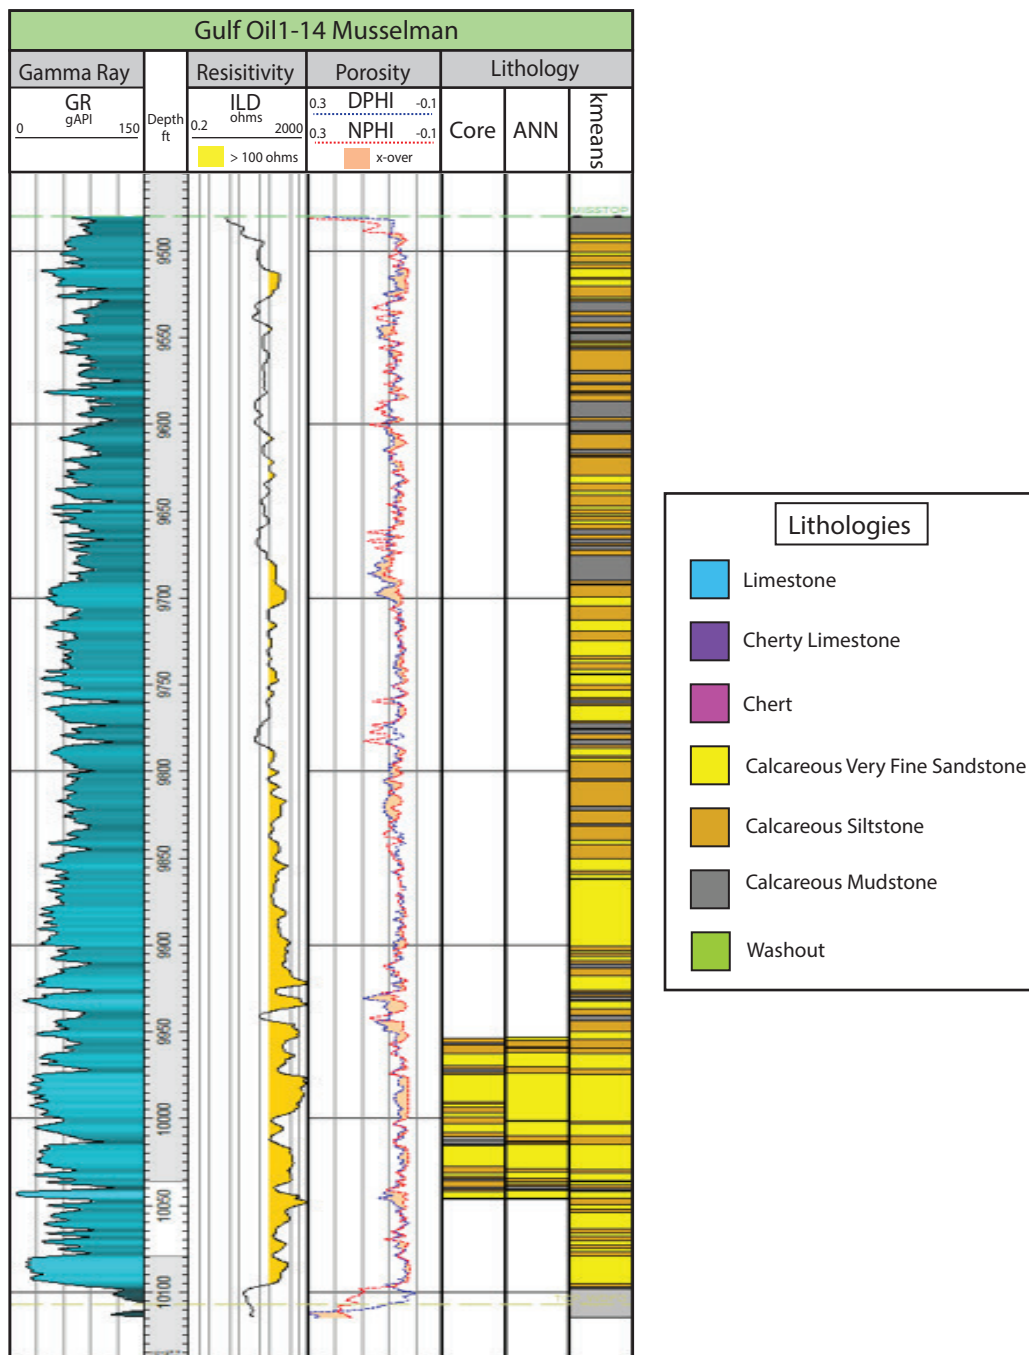 Gulf Oil1-14 Musselman
Gamma Ray
Resisitivity
Porosity
Lithology
GR
gAPI
0 150
Depth
ft
ILD
ohms
0.2 2000
> 100 ohms
0.3 DPHI -0.1
0.3 NPHI -0.1
x-over
Core
ANN
kmeans
MISSTOP
9500
9550
9600
9650
9700
9750
9800
9850
9900
9950
10000
10050
10100
Lithologies
Limestone
Cherty Limestone
Chert
Calcareous Very Fine Sandstone
Calcareous Siltstone
Calcareous Mudstone
Washout